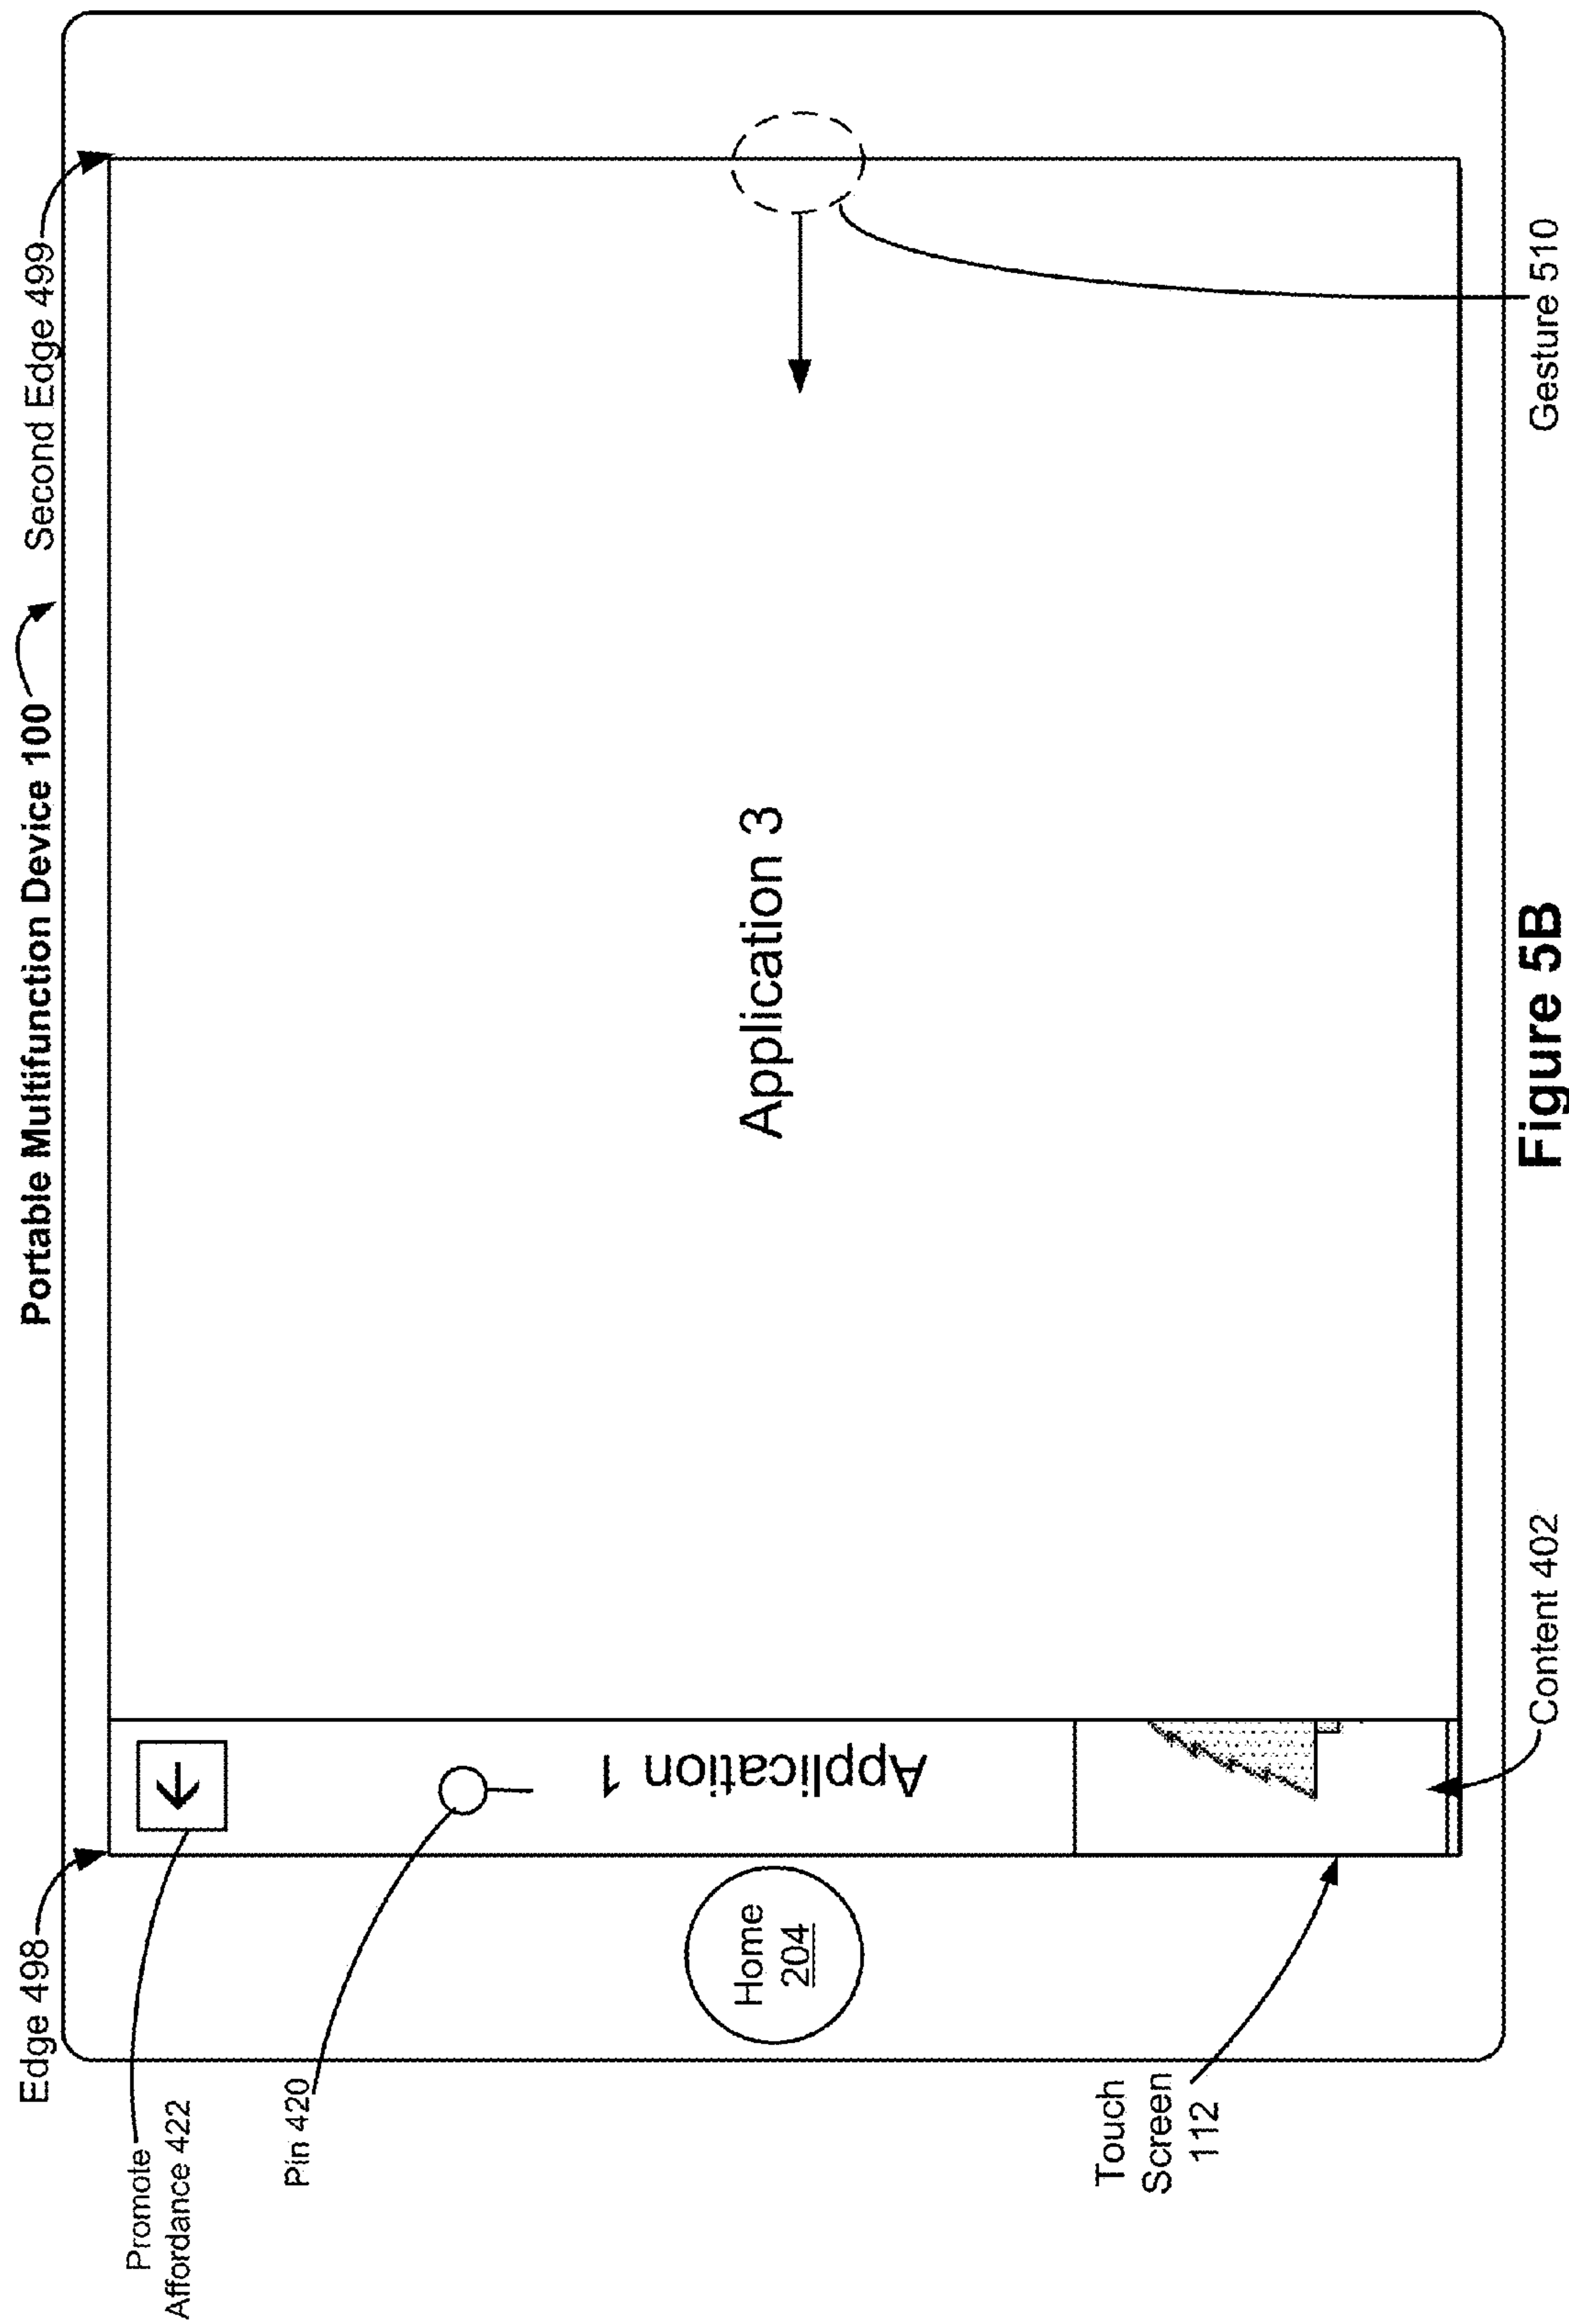 Portable Multifunction Device 100
Edge 498
Second Edge 499
Promote
Affordance 422
Pin 420
Application 1
Application 3
Home
204
Touch
Screen
112
Content 402
Gesture 510
Figure 5B